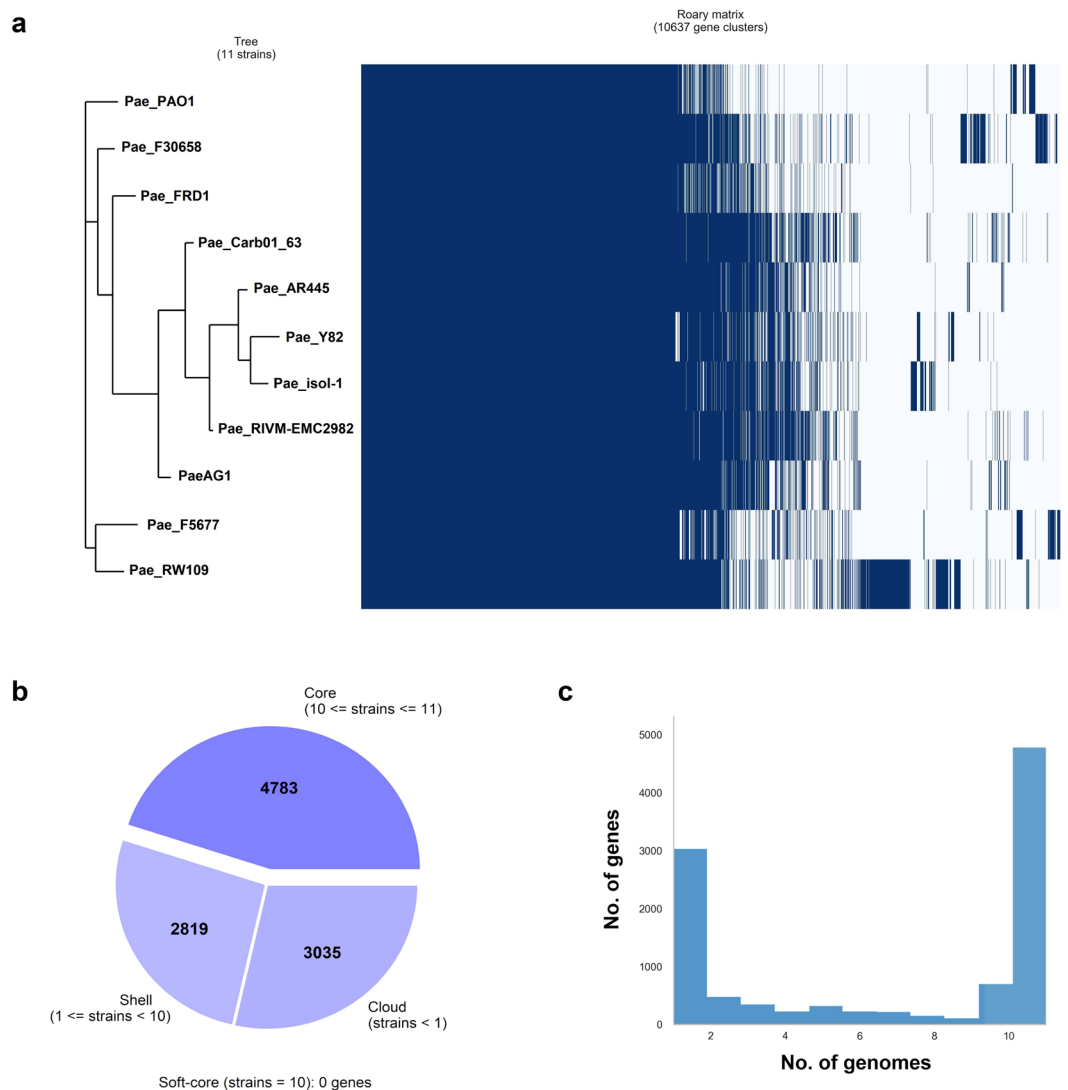 a
Tree
(11 strains)
Roary matrix
(10637 gene clusters)
Pae_PAO1
Pae_F30658
Pae_FRD1
Pae_Carb01_63
Pae_AR445
Pae_Y82
Pae_isol-1
Pae_RIVM-EMC2982
PaeAG1
Pae_F5677
Pae_RW109
b
Core
(10 <= strains <= 11)
4783
2819
3035
Shell
(1 <= strains < 10)
Cloud
(strains < 1)
Soft-core (strains = 10): 0 genes
c
No. of genes
5000
4000
3000
2000
1000
0
2
4
6
8
10
No. of genomes